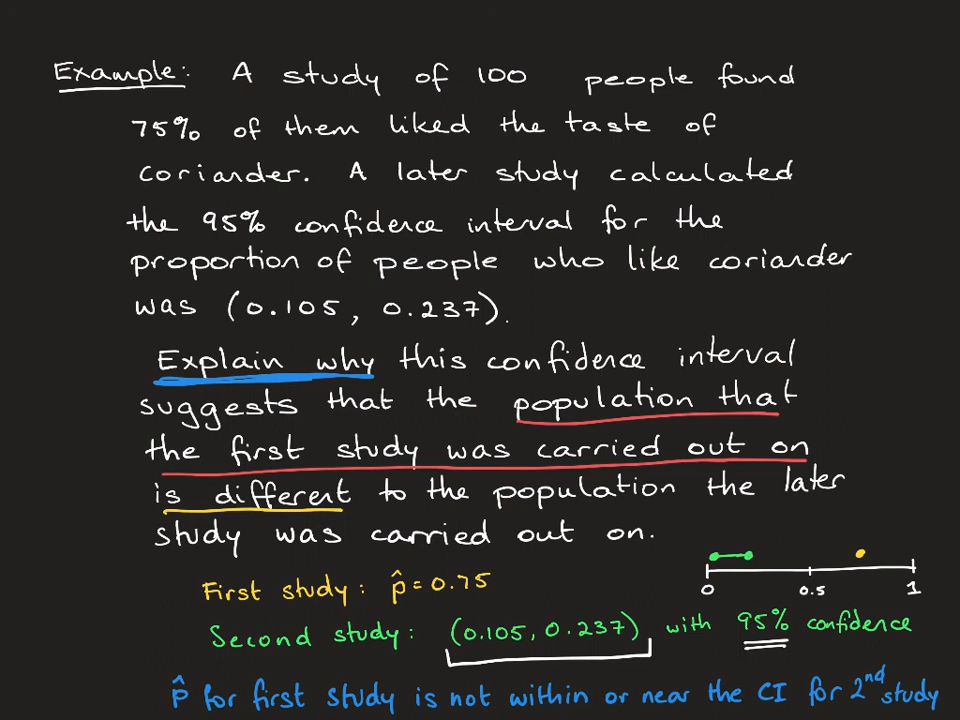 Example: A study of 100 people found
75% of them liked the taste of
coriander. A later study calculated
the 95% confidence interval for the
proportion of people who like coriander
was (0.105, 0.237).
Explain why this confidence interval
suggests that the population that
the first study was carried out on
is different to the population the later
study was carried out on.
0 0.5 1
First study: p̂ = 0.75
Second study: (0.105, 0.237) with 95% confidence
p̂ for first study is not within or near the CI for 2nd study